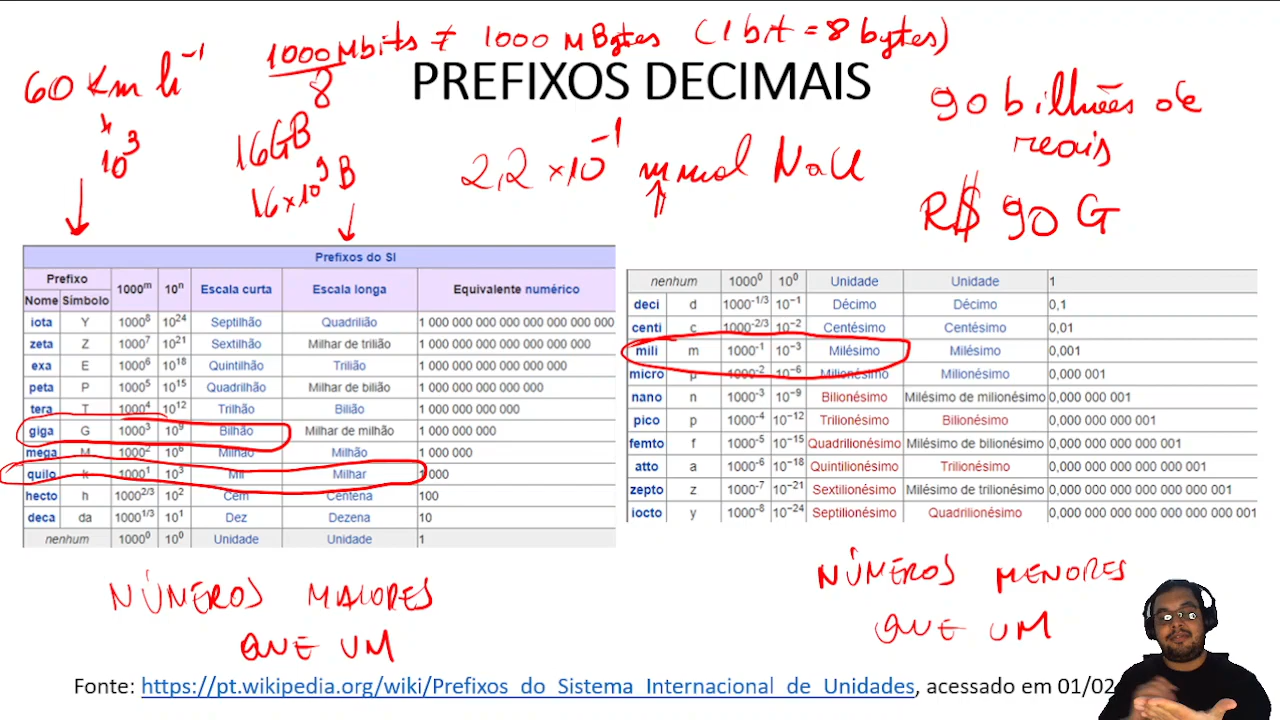 1000 Mbits ≠ 1000 MBytes (1 bit = 8 bytes)
8
60 Km h⁻¹
10³
PREFIXOS DECIMAIS
16GB
16×10⁹ B
2,2 × 10⁻¹ mmol NaCl
90 bilhões de
reais
R$ 90 G
Prefixos do SI
Prefixo 1000ᵐ 10ⁿ Escala curta Escala longa Equivalente numérico
Nome Símbolo
iota Y 1000⁸ 10²⁴ Septilhão Quadrilião 1 000 000 000 000 000 000 000 000
zeta Z 1000⁷ 10²¹ Sextilhão Milhar de trilião 1 000 000 000 000 000 000 000
exa E 1000⁶ 10¹⁸ Quintilhão Trilião 1 000 000 000 000 000 000
peta P 1000⁵ 10¹⁵ Quadrilhão Milhar de bilião 1 000 000 000 000 000
tera T 1000⁴ 10¹² Trilhão Bilião 1 000 000 000 000
giga G 1000³ 10⁹ Bilhão Milhar de milhão 1 000 000 000
mega M 1000² 10⁶ Milhão Milhão 1 000 000
quilo k 1000¹ 10³ Mil Milhar 1 000
hecto h 1000²/³ 10² Cem Centena 100
deca da 1000¹/³ 10¹ Dez Dezena 10
nenhum 1000⁰ 10⁰ Unidade Unidade 1
nenhum 1000⁰ 10⁰ Unidade Unidade 1
deci d 1000⁻¹/³ 10⁻¹ Décimo Décimo 0,1
centi c 1000⁻²/³ 10⁻² Centésimo Centésimo 0,01
mili m 1000⁻¹ 10⁻³ Milésimo Milésimo 0,001
micro µ 1000⁻² 10⁻⁶ Milionésimo Milionésimo 0,000 001
nano n 1000⁻³ 10⁻⁹ Bilionésimo Milésimo de milionésimo 0,000 000 001
pico p 1000⁻⁴ 10⁻¹² Trilionésimo Bilionésimo 0,000 000 000 001
femto f 1000⁻⁵ 10⁻¹⁵ Quadrilionésimo Milésimo de bilionésimo 0,000 000 000 000 001
atto a 1000⁻⁶ 10⁻¹⁸ Quintilionésimo Trilionésimo 0,000 000 000 000 000 001
zepto z 1000⁻⁷ 10⁻²¹ Sextilionésimo Milésimo de trilionésimo 0,000 000 000 000 000 000 001
iocto y 1000⁻⁸ 10⁻²⁴ Septilionésimo Quadrilionésimo 0,000 000 000 000 000 000 000 001
NÚMEROS MAIORES
QUE UM
NÚMEROS MENORES
QUE UM
Fonte: https://pt.wikipedia.org/wiki/Prefixos_do_Sistema_Internacional_de_Unidades, acessado em 01/02